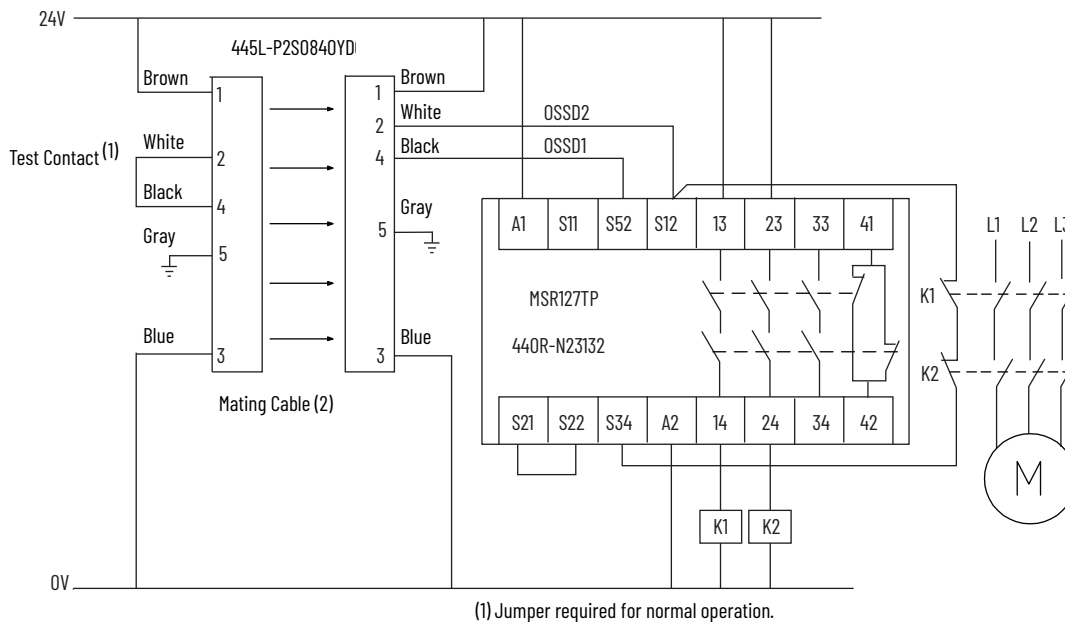 24V
445L-P2S0840YD
Brown
Brown
1
1
White
OSSD2
2
White
Test Contact (1)
2
Black
OSSD1
4
Black
4
Gray
Gray
5
5
A1 S11 S52 S12 13 23 33 41
L1 L2 L3
MSR127TP
K1
440R-N23132
Blue
Blue
3
3
K2
Mating Cable (2)
S21 S22 S34 A2 14 24 34 42
M
K1 K2
0V
(1) Jumper required for normal operation.